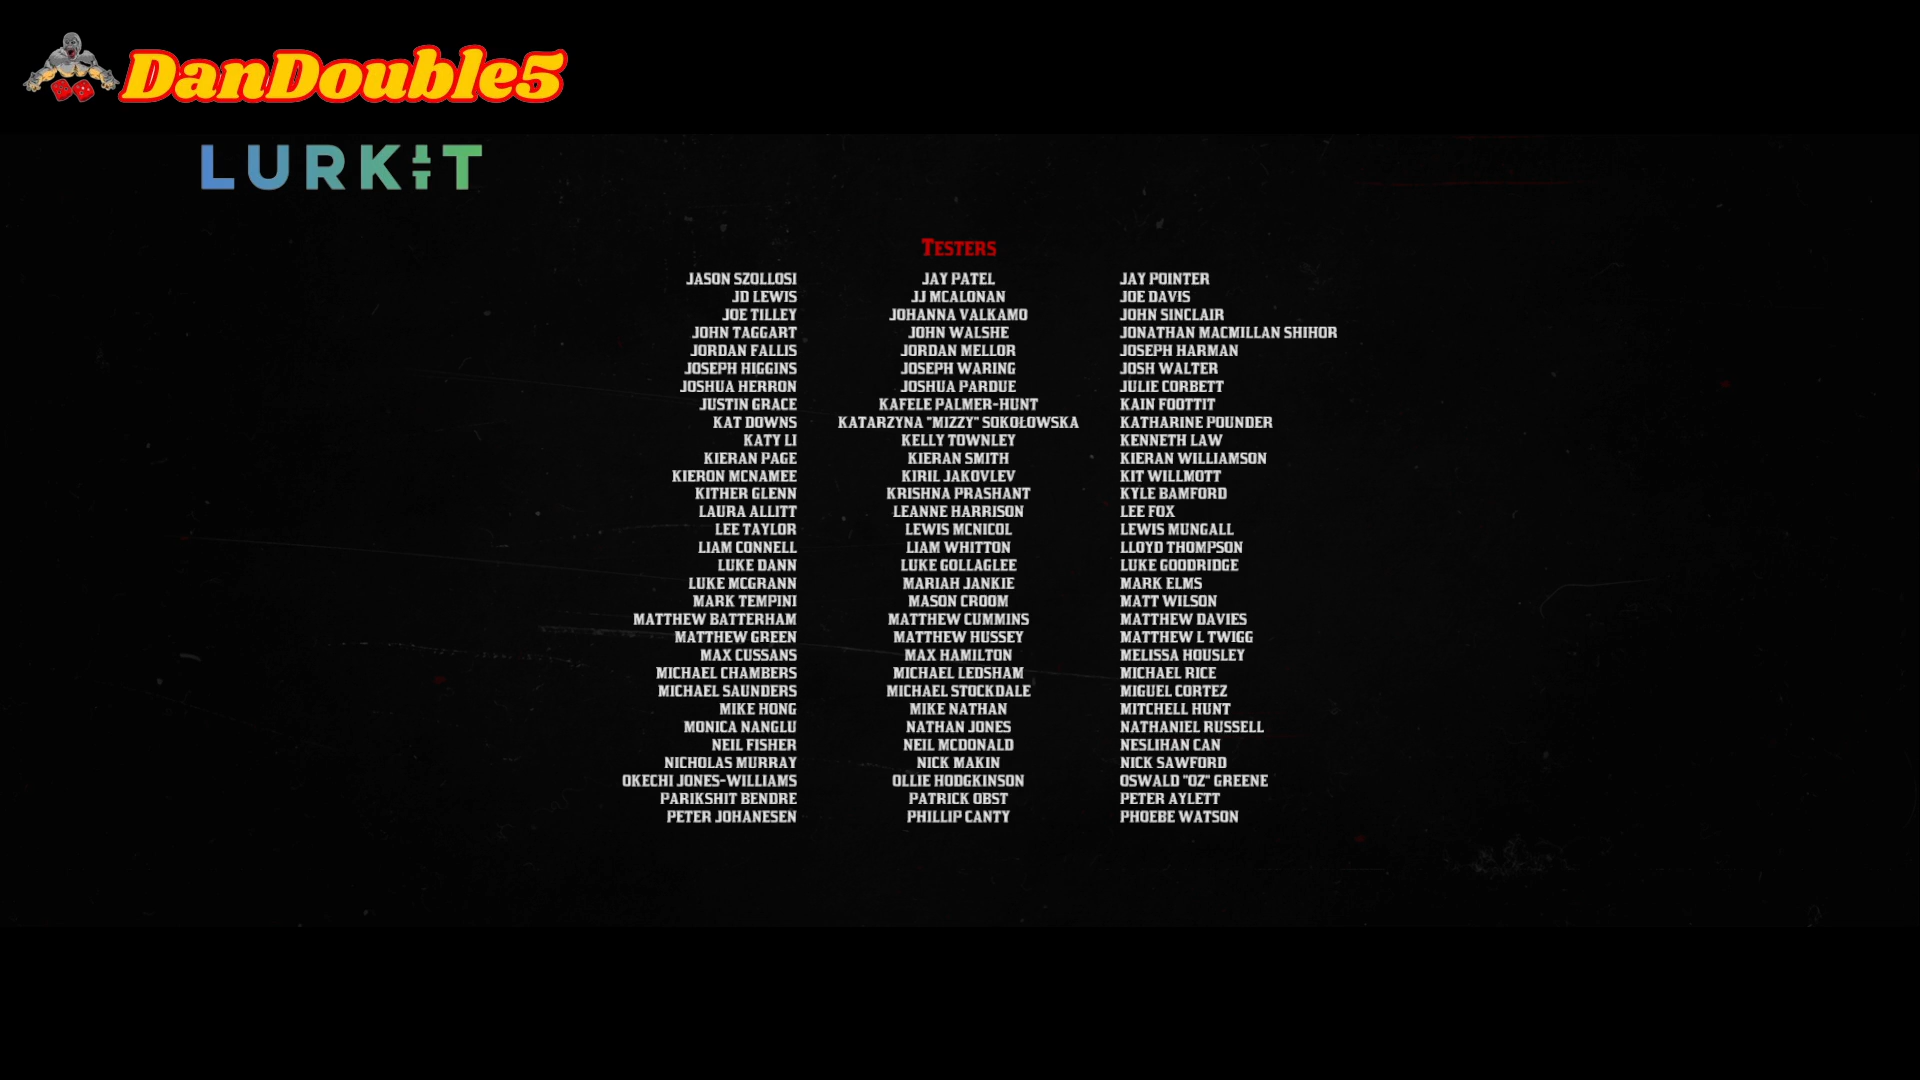 DanDouble5
LURKIT
TESTERS
JASON SZOLLOSI JAY PATEL JAY POINTER
JD LEWIS JJ MCALONAN JOE DAVIS
JOE TILLEY JOHANNA VALKAMO JOHN SINCLAIR
JOHN TAGGART JOHN WALSHE JONATHAN MACMILLAN SHIHOR
JORDAN FALLIS JORDAN MELLOR JOSEPH HARMAN
JOSEPH HIGGINS JOSEPH WARING JOSH WALTER
JOSHUA HERRON JOSHUA PARDUE JULIE CORBETT
JUSTIN GRACE KAFELE PALMER-HUNT KAIN FOOTTIT
KAT DOWNS KATARZYNA "MIZZY" SOKOŁOWSKA KATHARINE POUNDER
KATY LI KELLY TOWNLEY KENNETH LAW
KIERAN PAGE KIERAN SMITH KIERAN WILLIAMSON
KIERON MCNAMEE KIRIL JAKOVLEV KIT WILLMOTT
KITHER GLENN KRISHNA PRASHANT KYLE BAMFORD
LAURA ALLITT LEANNE HARRISON LEE FOX
LEE TAYLOR LEWIS MCNICOL LEWIS MUNGALL
LIAM CONNELL LIAM WHITTON LLOYD THOMPSON
LUKE DANN LUKE GOLLAGLEE LUKE GOODRIDGE
LUKE MCGRANN MARIAH JANKIE MARK ELMS
MARK TEMPINI MASON CROOM MATT WILSON
MATTHEW BATTERHAM MATTHEW CUMMINS MATTHEW DAVIES
MATTHEW GREEN MATTHEW HUSSEY MATTHEW L TWIGG
MAX CUSSANS MAX HAMILTON MELISSA HOUSLEY
MICHAEL CHAMBERS MICHAEL LEDSHAM MICHAEL RICE
MICHAEL SAUNDERS MICHAEL STOCKDALE MIGUEL CORTEZ
MIKE HONG MIKE NATHAN MITCHELL HUNT
MONICA NANGLU NATHAN JONES NATHANIEL RUSSELL
NEIL FISHER NEIL MCDONALD NESLIHAN CAN
NICHOLAS MURRAY NICK MAKIN NICK SAWFORD
OKECHI JONES-WILLIAMS OLLIE HODGKINSON OSWALD "OZ" GREENE
PARIKSHIT BENDRE PATRICK OBST PETER AYLETT
PETER JOHANESEN PHILLIP CANTY PHOEBE WATSON